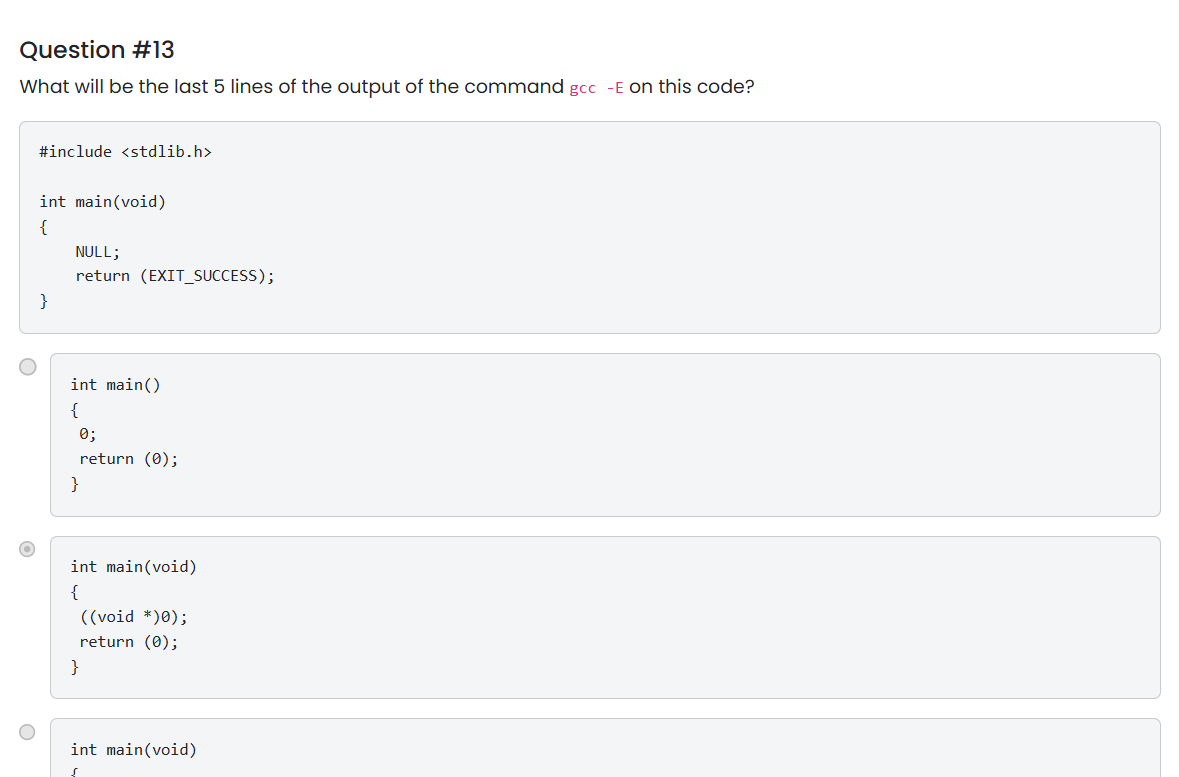 Question #13
What will be the last 5 lines of the output of the command gcc -E on this code?
#include <stdlib.h>
int main(void)
{
    NULL;
    return (EXIT_SUCCESS);
}
int main()
{
 0;
 return (0);
}
int main(void)
{
 ((void *)0);
 return (0);
}
int main(void)
{